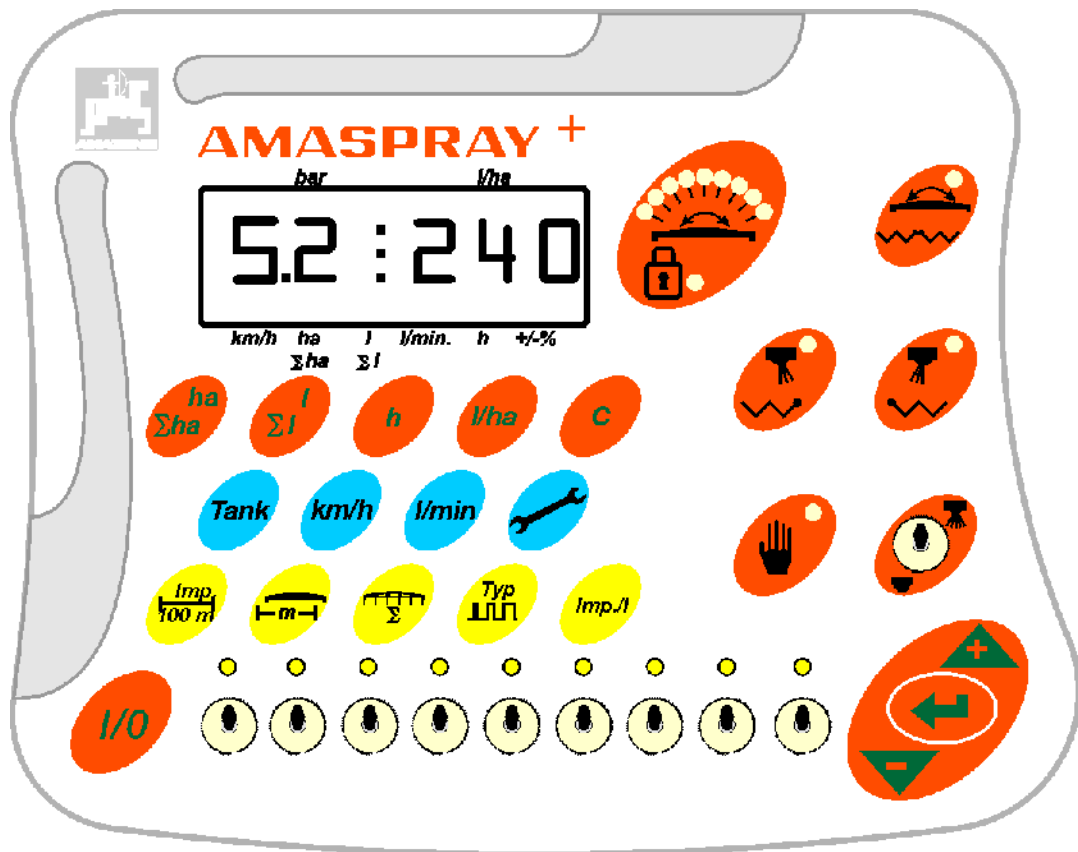 AMASPRAY +
bar l/ha
5.2 : 240
km/h ha l l/min. h +/-%
Σha Σl
ha
Σha
l
Σl
h
l/ha
C
Tank
km/h
l/min
Imp
100 m
m
Σ
Typ
Imp./l
I/0
+
-